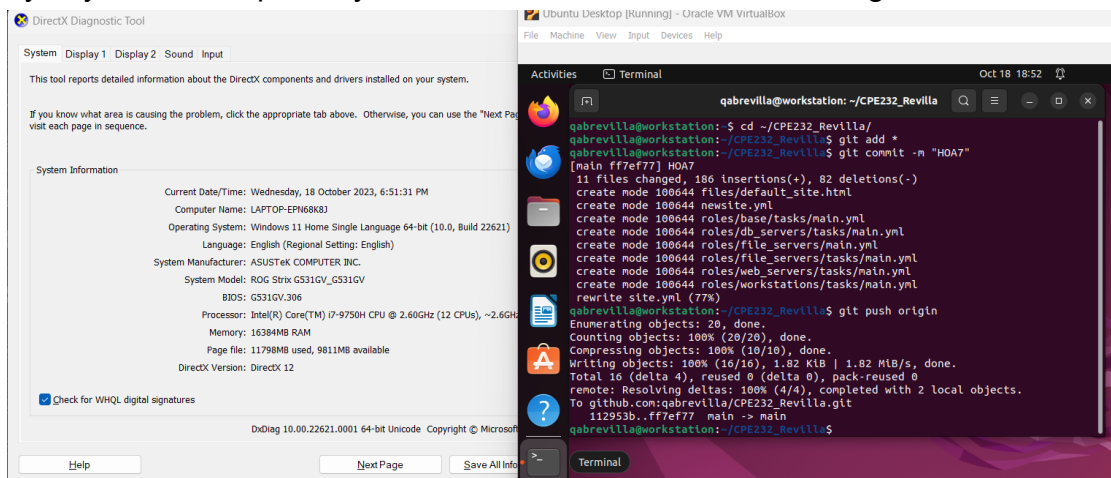 DirectX Diagnostic Tool
System Display 1 Display 2 Sound Input
This tool reports detailed information about the DirectX components and drivers installed on your system.
If you know what area is causing the problem, click the appropriate tab above. Otherwise, you can use the "Next Pag
visit each page in sequence.
System Information
Current Date/Time: Wednesday, 18 October 2023, 6:51:31 PM
Computer Name: LAPTOP-EPN68K8J
Operating System: Windows 11 Home Single Language 64-bit (10.0, Build 22621)
Language: English (Regional Setting: English)
System Manufacturer: ASUSTeK COMPUTER INC.
System Model: ROG Strix G531GV_G531GV
BIOS: G531GV.306
Processor: Intel(R) Core(TM) i7-9750H CPU @ 2.60GHz (12 CPUs), ~2.6GHz
Memory: 16384MB RAM
Page file: 11798MB used, 9811MB available
DirectX Version: DirectX 12
Check for WHQL digital signatures
DxDiag 10.00.22621.0001 64-bit Unicode Copyright © Microsoft
Help
Next Page
Save All Info
Ubuntu Desktop [Running] - Oracle VM VirtualBox
File Machine View Input Devices Help
Activities Terminal Oct 18 18:52
qabrevilla@workstation: ~/CPE232_Revilla
qabrevilla@workstation:~$ cd ~/CPE232_Revilla/
qabrevilla@workstation:~/CPE232_Revilla$ git add *
qabrevilla@workstation:~/CPE232_Revilla$ git commit -m "HOA7"
[main ff7ef77] HOA7
11 files changed, 186 insertions(+), 82 deletions(-)
create mode 100644 files/default_site.html
create mode 100644 newsite.yml
create mode 100644 roles/base/tasks/main.yml
create mode 100644 roles/db_servers/tasks/main.yml
create mode 100644 roles/file_servers/main.yml
create mode 100644 roles/file_servers/tasks/main.yml
create mode 100644 roles/web_servers/tasks/main.yml
create mode 100644 roles/workstations/tasks/main.yml
rewrite site.yml (77%)
qabrevilla@workstation:~/CPE232_Revilla$ git push origin
Enumerating objects: 20, done.
Counting objects: 100% (20/20), done.
Compressing objects: 100% (10/10), done.
Writing objects: 100% (16/16), 1.82 KiB | 1.82 MiB/s, done.
Total 16 (delta 4), reused 0 (delta 0), pack-reused 0
remote: Resolving deltas: 100% (4/4), completed with 2 local objects.
To github.com:qabrevilla/CPE232_Revilla.git
112953b..ff7ef77 main -> main
qabrevilla@workstation:~/CPE232_Revilla$
Terminal